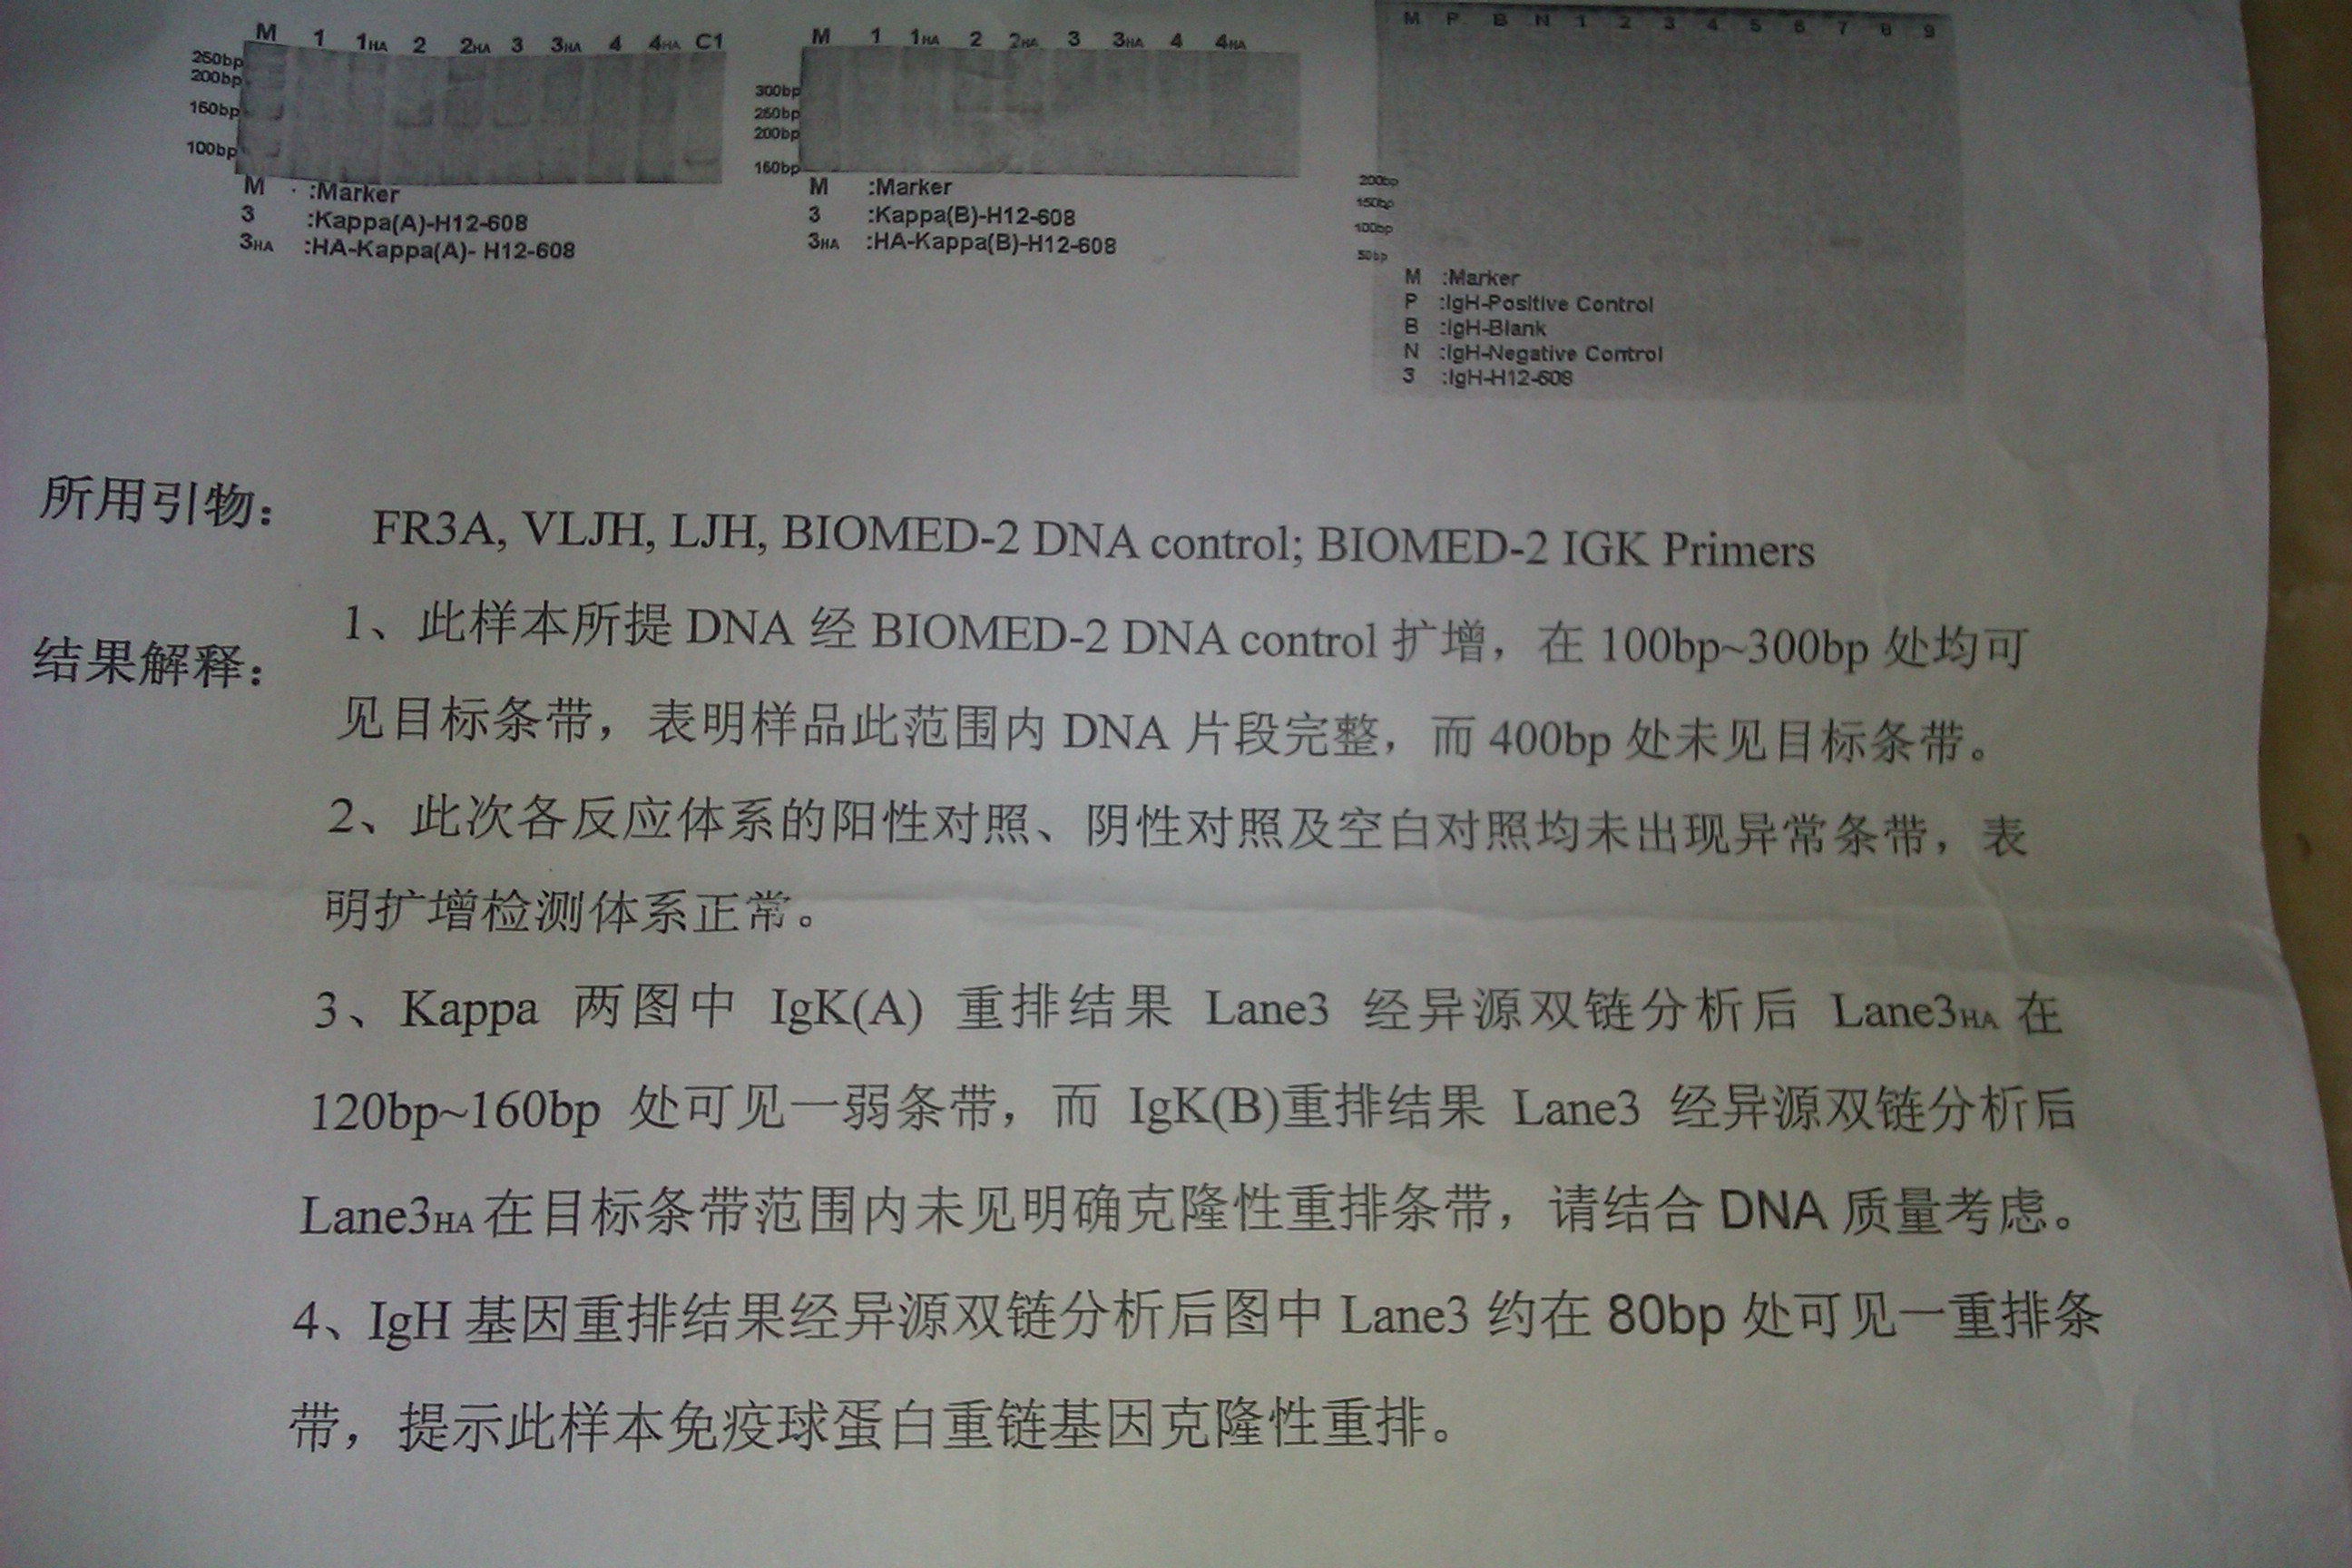 M 1 1HA 2 2HA 3 3HA 4 4HA C1
250bp
200bp
150bp
100bp
M :Marker
3 :Kappa(A)-H12-608
3HA :HA-Kappa(A)- H12-608
M 1 1HA 2 2HA 3 3HA 4 4HA
300bp
250bp
200bp
150bp
M :Marker
3 :Kappa(B)-H12-608
3HA :HA-Kappa(B)-H12-608
M P B N 1 2 3 4 5 6 7 8 9
200bp
150bp
100bp
50bp
M :Marker
P :IgH-Positive Control
B :IgH-Blank
N :IgH-Negative Control
3 :IgH-H12-608
所用引物: FR3A, VLJH, LJH, BIOMED-2 DNA control; BIOMED-2 IGK Primers
结果解释: 1、此样本所提 DNA 经 BIOMED-2 DNA control 扩增，在 100bp~300bp 处均可
见目标条带，表明样品此范围内 DNA 片段完整，而 400bp 处未见目标条带。
2、此次各反应体系的阳性对照、阴性对照及空白对照均未出现异常条带，表
明扩增检测体系正常。
3、Kappa 两图中 IgK(A) 重排结果 Lane3 经异源双链分析后 Lane3HA 在
120bp~160bp 处可见一弱条带，而 IgK(B)重排结果 Lane3 经异源双链分析后
Lane3HA 在目标条带范围内未见明确克隆性重排条带，请结合 DNA 质量考虑。
4、IgH 基因重排结果经异源双链分析后图中 Lane3 约在 80bp 处可见一重排条
带，提示此样本免疫球蛋白重链基因克隆性重排。